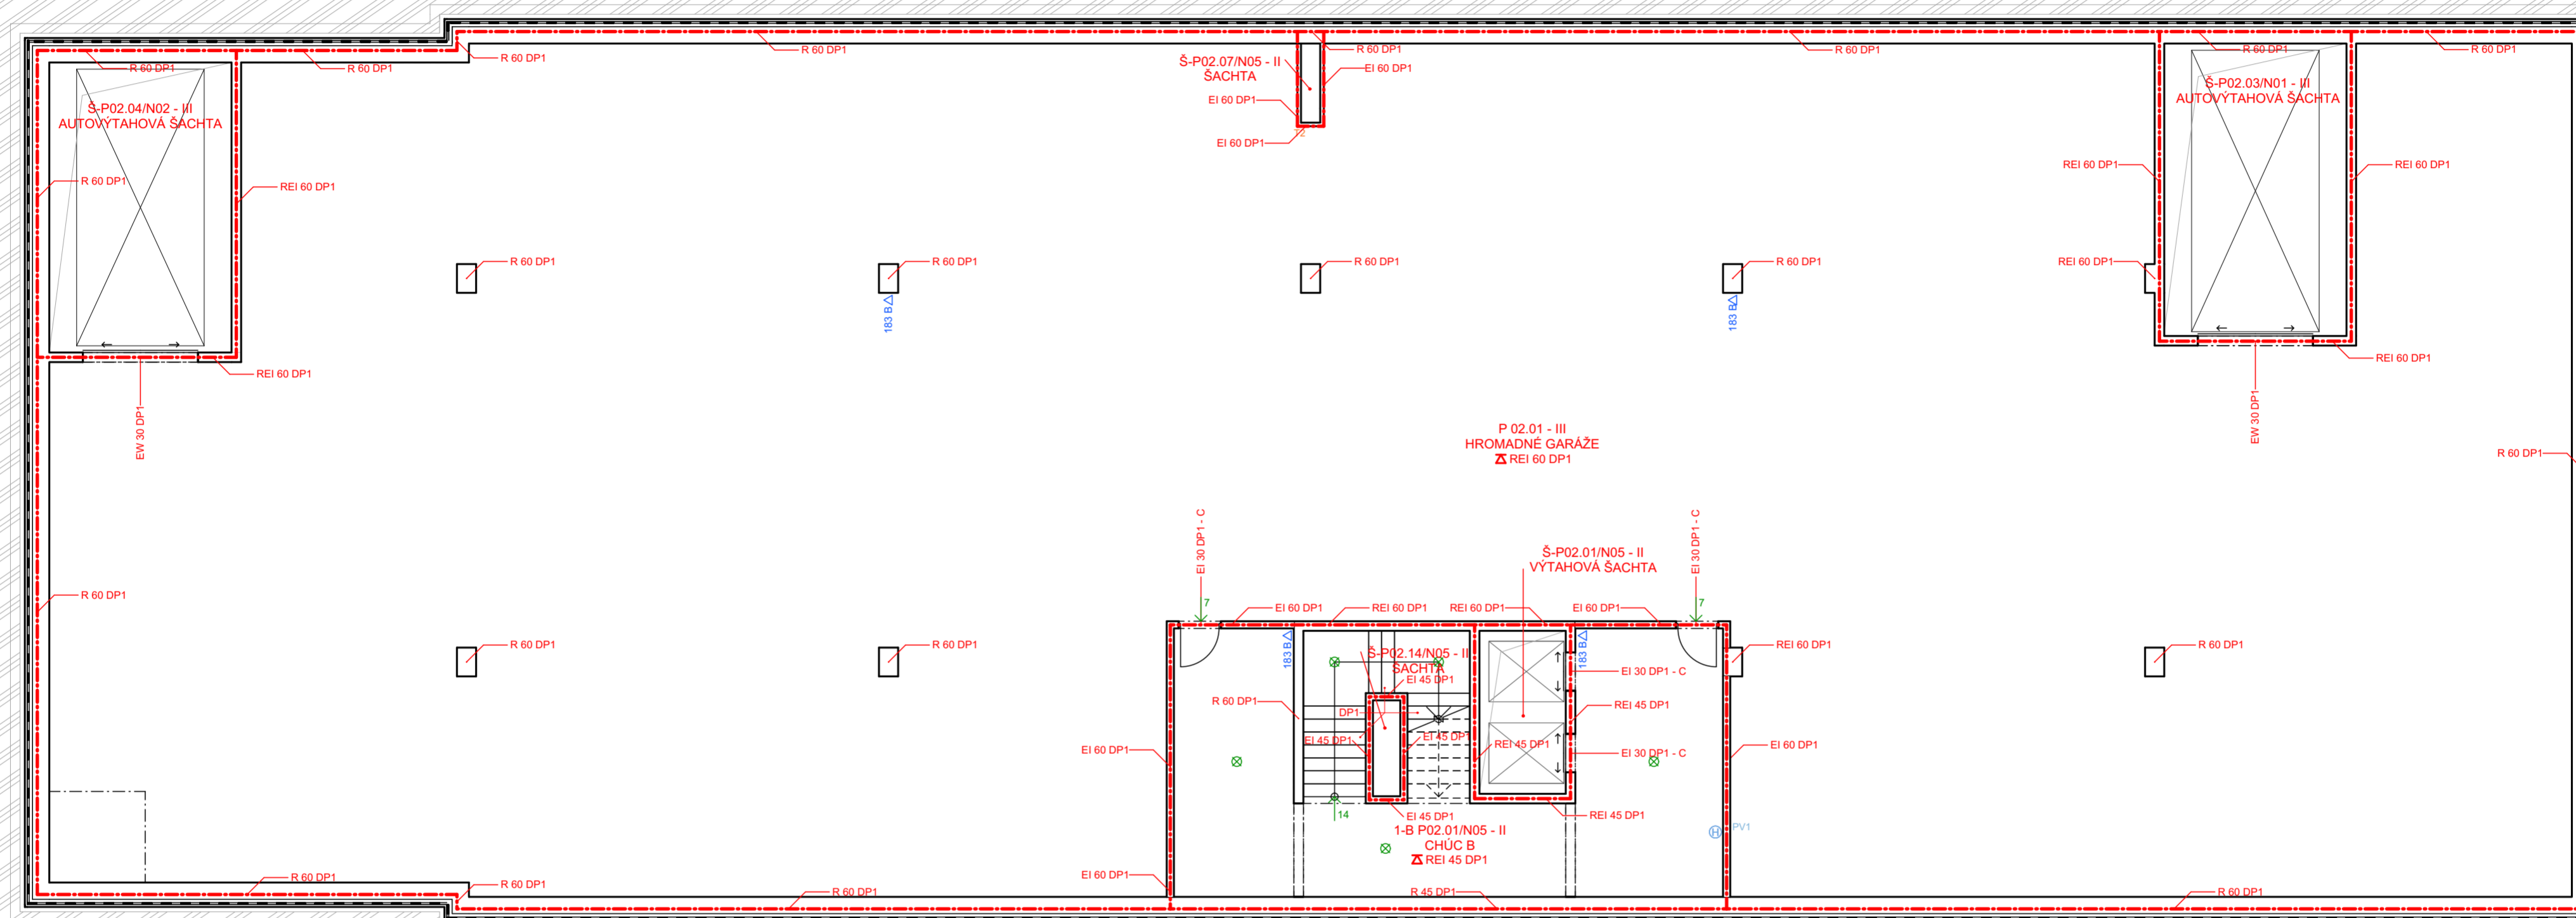 R 60 DP1
R 60 DP1
R 60 DP1
R 60 DP1
R 60 DP1
R 60 DP1
R 60 DP1
R 60 DP1
Š-P02.07/N05 - II
ŠACHTA
EI 60 DP1
EI 60 DP1
EI 60 DP1
Š-P02.04/N02 - III
AUTOVÝTAHOVÁ ŠACHTA
Š-P02.03/N01 - III
AUTOVÝTAHOVÁ ŠACHTA
R 60 DP1
REI 60 DP1
REI 60 DP1
REI 60 DP1
R 60 DP1
R 60 DP1
R 60 DP1
R 60 DP1
REI 60 DP1
183 B
183 B
REI 60 DP1
REI 60 DP1
EW 30 DP1
EW 30 DP1
P 02.01 - III
HROMADNÉ GARÁŽE
REI 60 DP1
R 60 DP1
EI 30 DP1 - C
EI 30 DP1 - C
Š-P02.01/N05 - II
VÝTAHOVÁ ŠACHTA
R 60 DP1
7
7
EI 60 DP1
REI 60 DP1
REI 60 DP1
EI 60 DP1
R 60 DP1
R 60 DP1
183 B
183 B
REI 60 DP1
R 60 DP1
Š-P02.14/N05 - II
ŠACHTA
EI 45 DP1
EI 30 DP1 - C
R 60 DP1
DP1
REI 45 DP1
EI 45 DP1
EI 45 DP1
REI 45 DP1
EI 60 DP1
EI 30 DP1 - C
EI 60 DP1
14
EI 45 DP1
REI 45 DP1
1-B P02.01/N05 - II
CHÚC B
REI 45 DP1
H
PV1
R 60 DP1
R 60 DP1
R 60 DP1
EI 60 DP1
R 45 DP1
R 60 DP1